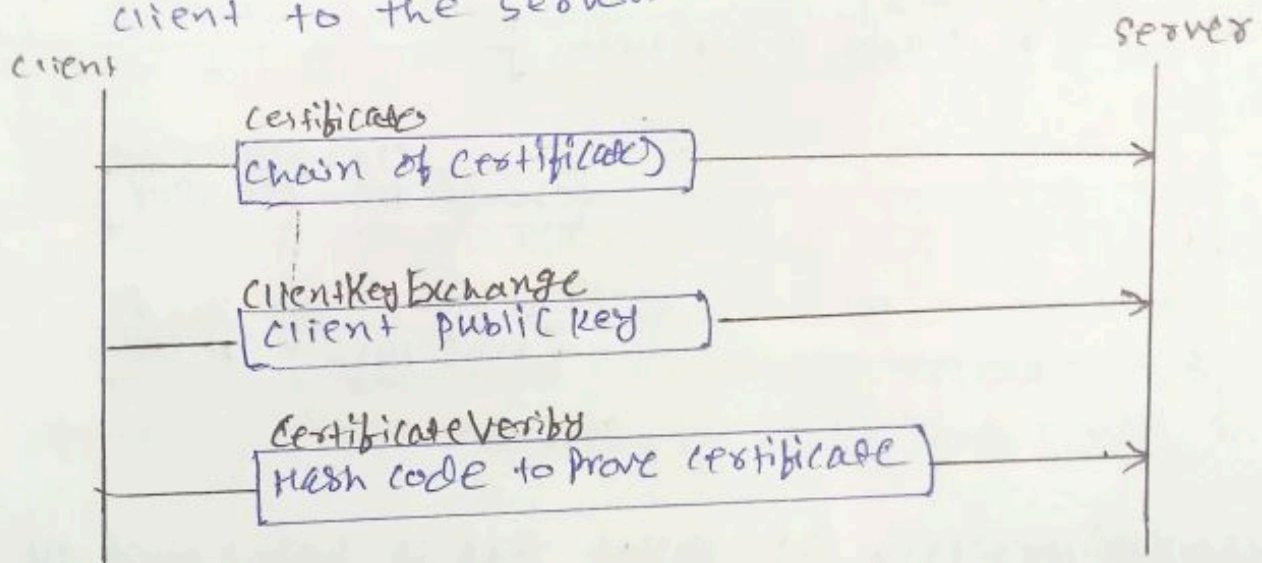 client to the
server
client
certificates
chain of certificates
ClientKeyExchange
client public key
CertificateVerify
Hash code to prove certificate